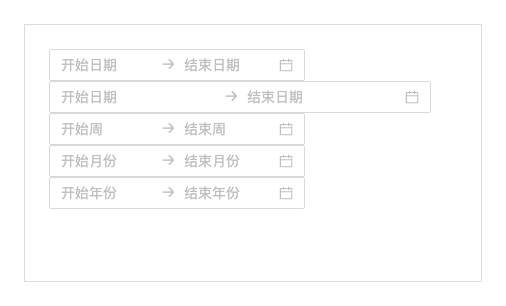 开始日期 → 结束日期
开始日期 → 结束日期
开始周 → 结束周
开始月份 → 结束月份
开始年份 → 结束年份